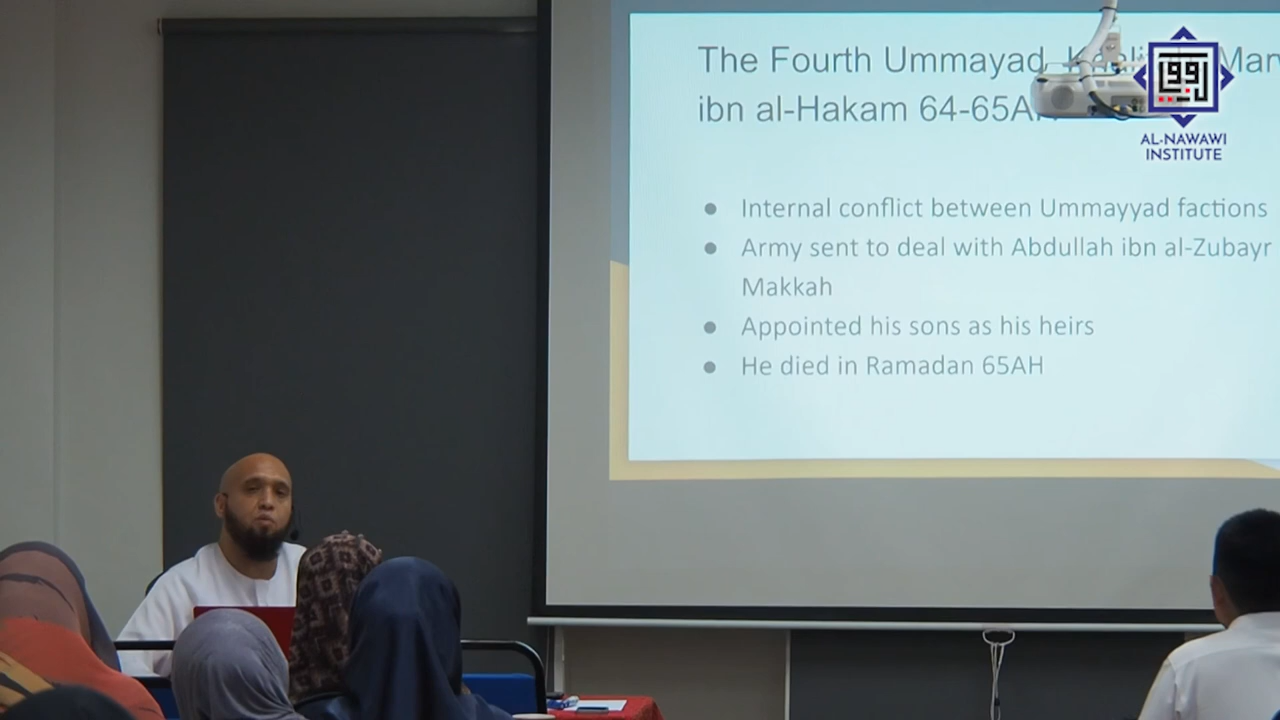 The Fourth Ummayad
ibn al-Hakam 64-65AH
● Internal conflict between Ummayyad factions
● Army sent to deal with Abdullah ibn al-Zubayr
Makkah
● Appointed his sons as his heirs
● He died in Ramadan 65AH
AL-NAWAWI
INSTITUTE